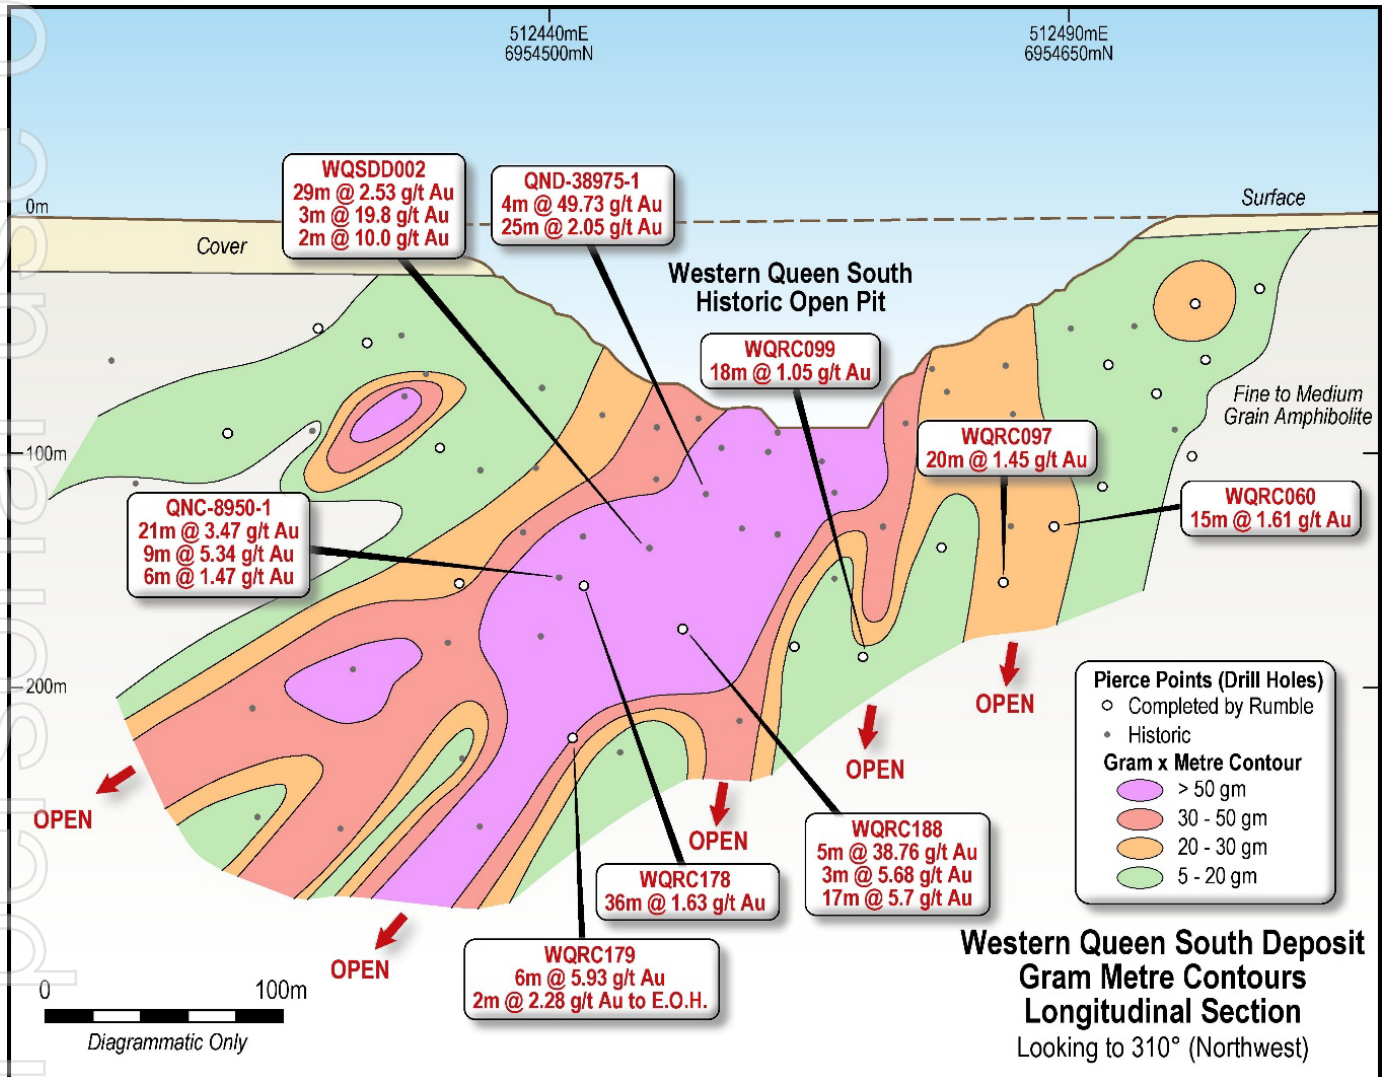 512440mE
6954500mN
512490mE
6954650mN
WQSDD002
29m @ 2.53 g/t Au
3m @ 19.8 g/t Au
2m @ 10.0 g/t Au
QND-38975-1
4m @ 49.73 g/t Au
25m @ 2.05 g/t Au
0m
Surface
Cover
Western Queen South
Historic Open Pit
WQRC099
18m @ 1.05 g/t Au
Fine to Medium
Grain Amphibolite
WQRC097
20m @ 1.45 g/t Au
100m
WQRC060
15m @ 1.61 g/t Au
QNC-8950-1
21m @ 3.47 g/t Au
9m @ 5.34 g/t Au
6m @ 1.47 g/t Au
200m
OPEN
OPEN
OPEN
OPEN
OPEN
Pierce Points (Drill Holes)
Completed by Rumble
Historic
Gram x Metre Contour
> 50 gm
30 - 50 gm
20 - 30 gm
5 - 20 gm
WQRC188
5m @ 38.76 g/t Au
3m @ 5.68 g/t Au
17m @ 5.7 g/t Au
WQRC178
36m @ 1.63 g/t Au
WQRC179
6m @ 5.93 g/t Au
2m @ 2.28 g/t Au to E.O.H.
0 100m
Diagrammatic Only
Western Queen South Deposit
Gram Metre Contours
Longitudinal Section
Looking to 310° (Northwest)